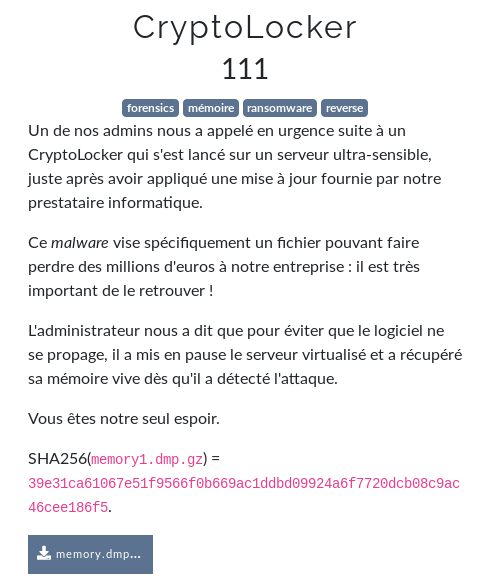 CryptoLocker
111
forensics mémoire ransomware reverse
Un de nos admins nous a appelé en urgence suite à un
CryptoLocker qui s'est lancé sur un serveur ultra-sensible,
juste après avoir appliqué une mise à jour fournie par notre
prestataire informatique.
Ce malware vise spécifiquement un fichier pouvant faire
perdre des millions d'euros à notre entreprise : il est très
important de le retrouver !
L'administrateur nous a dit que pour éviter que le logiciel ne
se propage, il a mis en pause le serveur virtualisé et a récupéré
sa mémoire vive dès qu'il a détecté l'attaque.
Vous êtes notre seul espoir.
SHA256(memory1.dmp.gz) =
39e31ca61067e51f9566f0b669ac1ddbd09924a6f7720dcb08c9ac
46cee186f5.
memory.dmp...